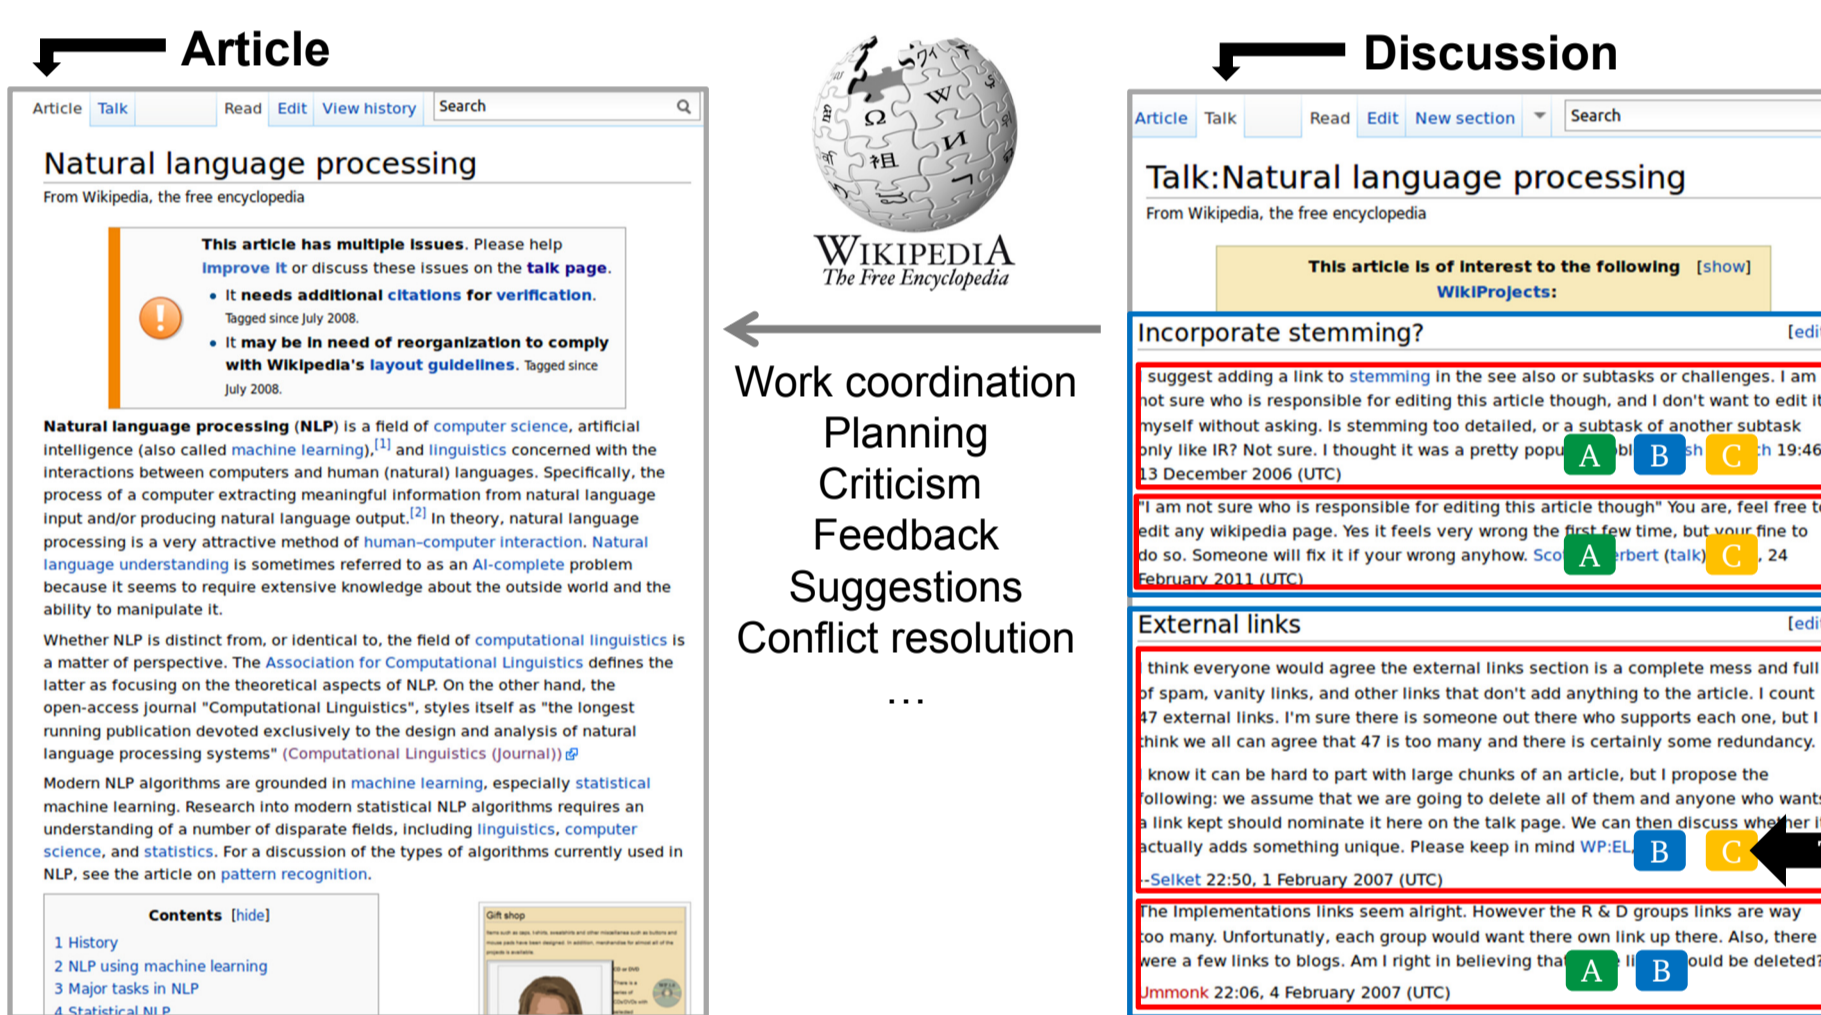 Article
Article Talk Read Edit View history Search
Natural language processing
From Wikipedia, the free encyclopedia
This article has multiple issues. Please help
Improve it or discuss these issues on the talk page.
• It needs additional citations for verification.
Tagged since July 2008.
• It may be in need of reorganization to comply
with Wikipedia's layout guidelines. Tagged since
July 2008.
Natural language processing (NLP) is a field of computer science, artificial
intelligence (also called machine learning),[1] and linguistics concerned with the
interactions between computers and human (natural) languages. Specifically, the
process of a computer extracting meaningful information from natural language
input and/or producing natural language output.[2] In theory, natural language
processing is a very attractive method of human–computer interaction. Natural
language understanding is sometimes referred to as an AI-complete problem
because it seems to require extensive knowledge about the outside world and the
ability to manipulate it.
Whether NLP is distinct from, or identical to, the field of computational linguistics is
a matter of perspective. The Association for Computational Linguistics defines the
latter as focusing on the theoretical aspects of NLP. On the other hand, the
open-access journal "Computational Linguistics", styles itself as "the longest
running publication devoted exclusively to the design and analysis of natural
language processing systems" (Computational Linguistics (Journal))
Modern NLP algorithms are grounded in machine learning, especially statistical
machine learning. Research into modern statistical NLP algorithms requires an
understanding of a number of disparate fields, including linguistics, computer
science, and statistics. For a discussion of the types of algorithms currently used in
NLP, see the article on pattern recognition.
Contents [hide]
1 History
2 NLP using machine learning
3 Major tasks in NLP
4 Statistical NLP
Gift shop
WIKIPEDIA
The Free Encyclopedia
Work coordination
Planning
Criticism
Feedback
Suggestions
Conflict resolution
...
Discussion
Article Talk Read Edit New section Search
Talk:Natural language processing
From Wikipedia, the free encyclopedia
This article is of interest to the following [show]
WikiProjects:
Incorporate stemming? [edit
suggest adding a link to stemming in the see also or subtasks or challenges. I am
not sure who is responsible for editing this article though, and I don't want to edit it
myself without asking. Is stemming too detailed, or a subtask of another subtask
only like IR? Not sure. I thought it was a pretty popu A B C 19:46
13 December 2006 (UTC)
"I am not sure who is responsible for editing this article though" You are, feel free to
edit any wikipedia page. Yes it feels very wrong the first few time, but your fine to
do so. Someone will fix it if your wrong anyhow. Sco A rbert (talk) C , 24
February 2011 (UTC)
External links [edit
think everyone would agree the external links section is a complete mess and full
of spam, vanity links, and other links that don't add anything to the article. I count
47 external links. I'm sure there is someone out there who supports each one, but I
think we all can agree that 47 is too many and there is certainly some redundancy.
know it can be hard to part with large chunks of an article, but I propose the
following: we assume that we are going to delete all of them and anyone who wants
a link kept should nominate it here on the talk page. We can then discuss whether it
actually adds something unique. Please keep in mind WP:EL. B C
--Selket 22:50, 1 February 2007 (UTC)
The Implementations links seem alright. However the R & D groups links are way
too many. Unfortunatly, each group would want there own link up there. Also, there
were a few links to blogs. Am I right in believing tha A li B ould be deleted?
Jmmonk 22:06, 4 February 2007 (UTC)